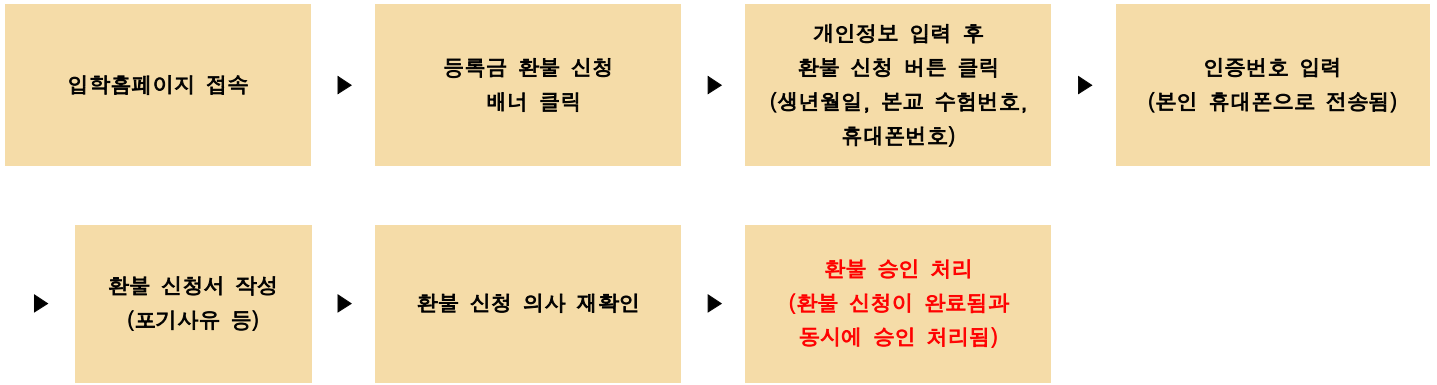 입학홈페이지 접속
등록금 환불 신청
배너 클릭
개인정보 입력 후
환불 신청 버튼 클릭
(생년월일, 본교 수험번호,
휴대폰번호)
인증번호 입력
(본인 휴대폰으로 전송됨)
환불 신청서 작성
(포기사유 등)
환불 신청 의사 재확인
환불 승인 처리
(환불 신청이 완료됨과
동시에 승인 처리됨)